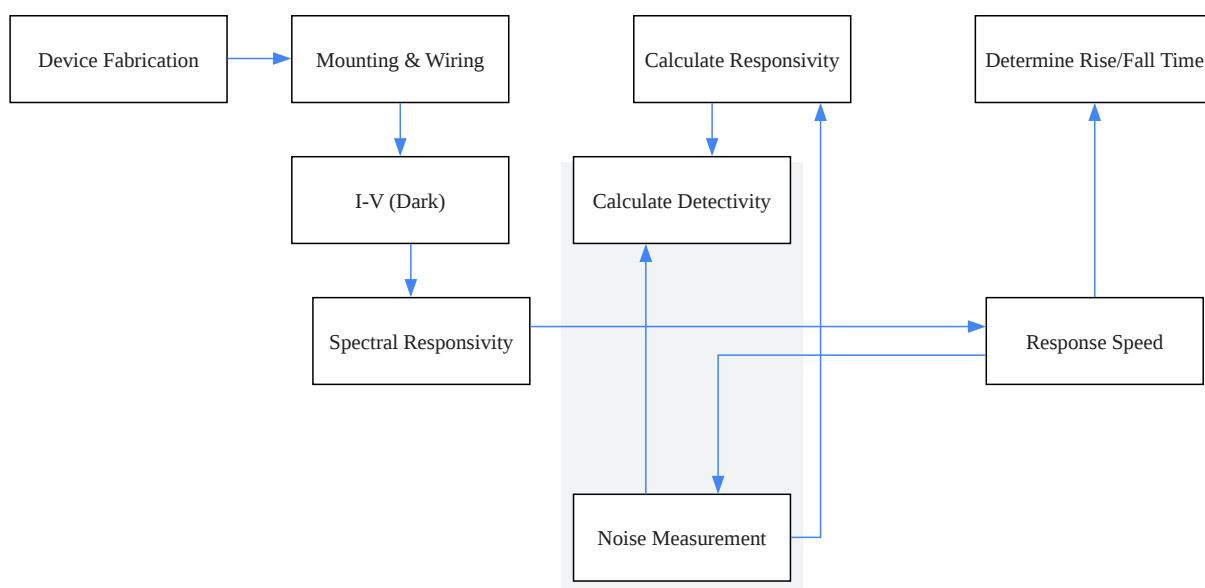 Device Fabrication
Mounting & Wiring
Calculate Responsivity
Determine Rise/Fall Time
I-V (Dark)
Calculate Detectivity
Spectral Responsivity
Response Speed
Noise Measurement